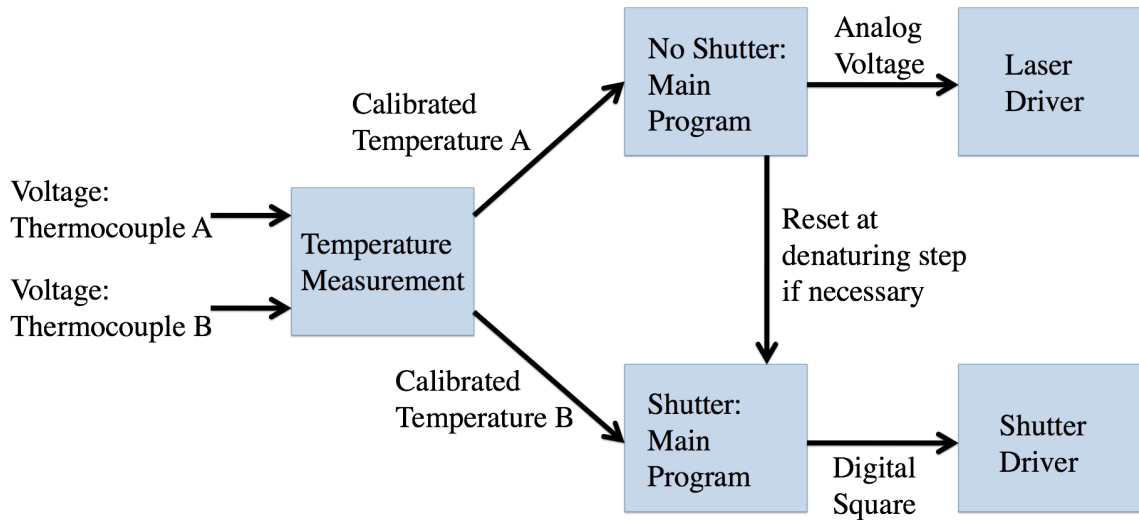 Voltage:
Thermocouple A
Voltage:
Thermocouple B
Temperature
Measurement
Calibrated
Temperature A
Calibrated
Temperature B
No Shutter:
Main
Program
Analog
Voltage
Laser
Driver
Reset at
denaturing step
if necessary
Shutter:
Main
Program
Digital
Square
Shutter
Driver